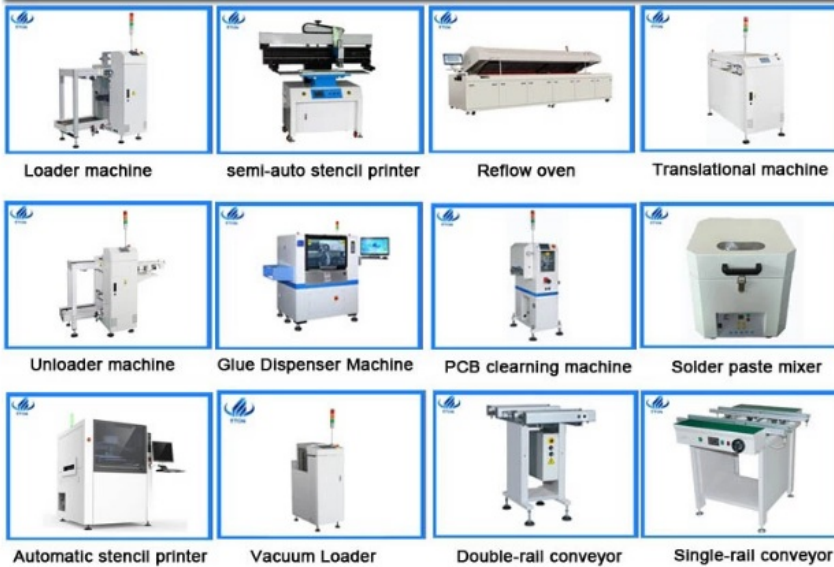 Loader machine
semi-auto stencil printer
Reflow oven
Translational machine
Unloader machine
Glue Dispenser Machine
PCB clearning machine
Solder paste mixer
Automatic stencil printer
Vacuum Loader
Double-rail conveyor
Single-rail conveyor